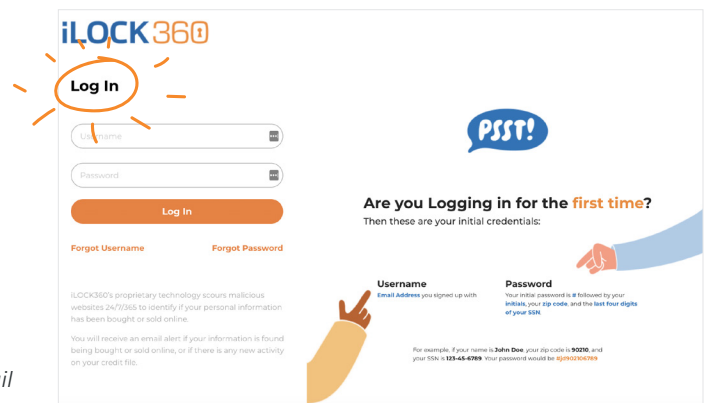 iLOCK360
Log In
Username
Password
Log In
Forgot Username Forgot Password
iLOCK360's proprietary technology scours malicious
websites 24/7/365 to identify if your personal information
has been bought or sold online.
You will receive an email alert if your information is found
being bought or sold online, or if there is any new activity
on your credit file.
PSST!
Are you Logging in for the first time?
Then these are your initial credentials:
Username
Email Address you signed up with
Password
Your initial password is # followed by your
initials, your zip code, and the last four digits
of your SSN.
For example, if your name is John Doe, your zip code is 90210, and
your SSN is 123-45-6789. Your password would be #jd902106789